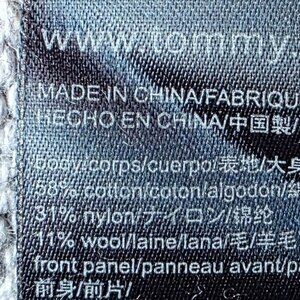 www.tommy.
MADE IN CHINA/FABRIQU
HECHO EN CHINA/中国製/
body/corps/cuerpo/表地/大身
58% cotton/coton/algodon/
31% nylon/ナイロン/锦纶
11% wool/laine/lana/毛/羊毛
front panel/panneau avant/p
前身/前片/